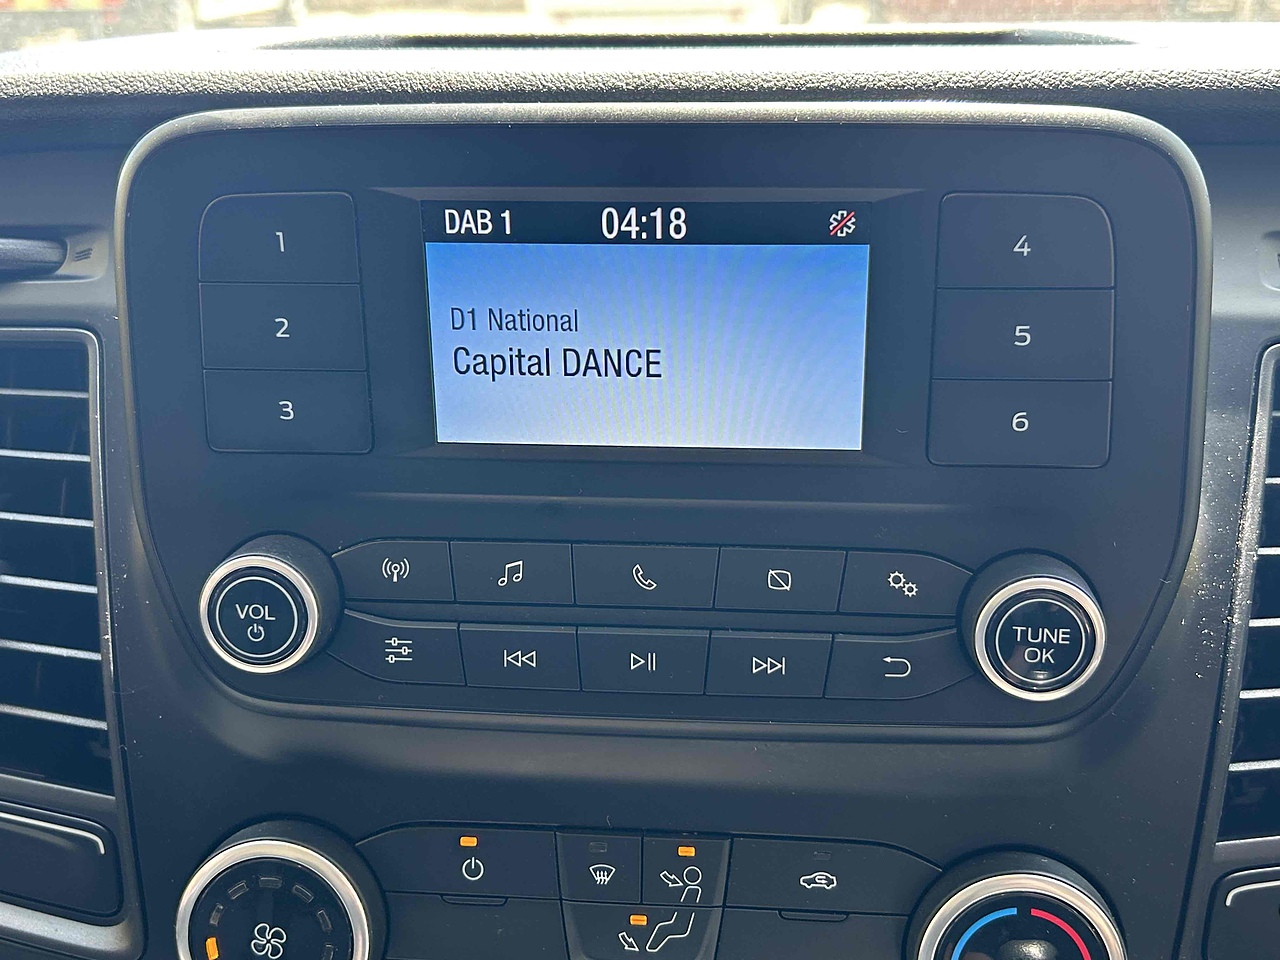 DAB 1 04:18
D1 National
Capital DANCE
1
2
3
4
5
6
VOL
TUNE
OK